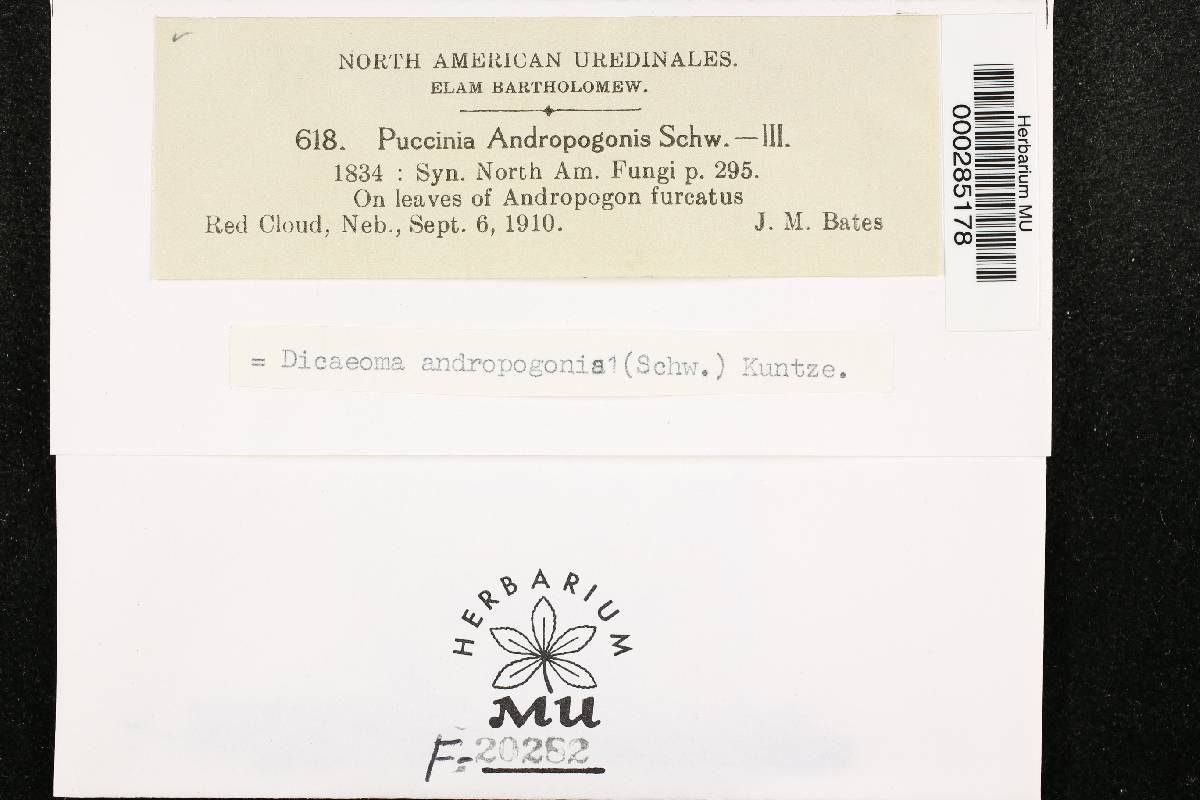 NORTH AMERICAN UREDINALES.
ELAM BARTHOLOMEW.
618. Puccinia Andropogonis Schw.—III.
1834 : Syn. North Am. Fungi p. 295.
On leaves of Andropogon furcatus
Red Cloud, Neb., Sept. 6, 1910. J. M. Bates
Herbarium MU
000285178
= Dicaeoma andropogonis (Schw.) Kuntze.
HERBARIUM
MU
F-20262